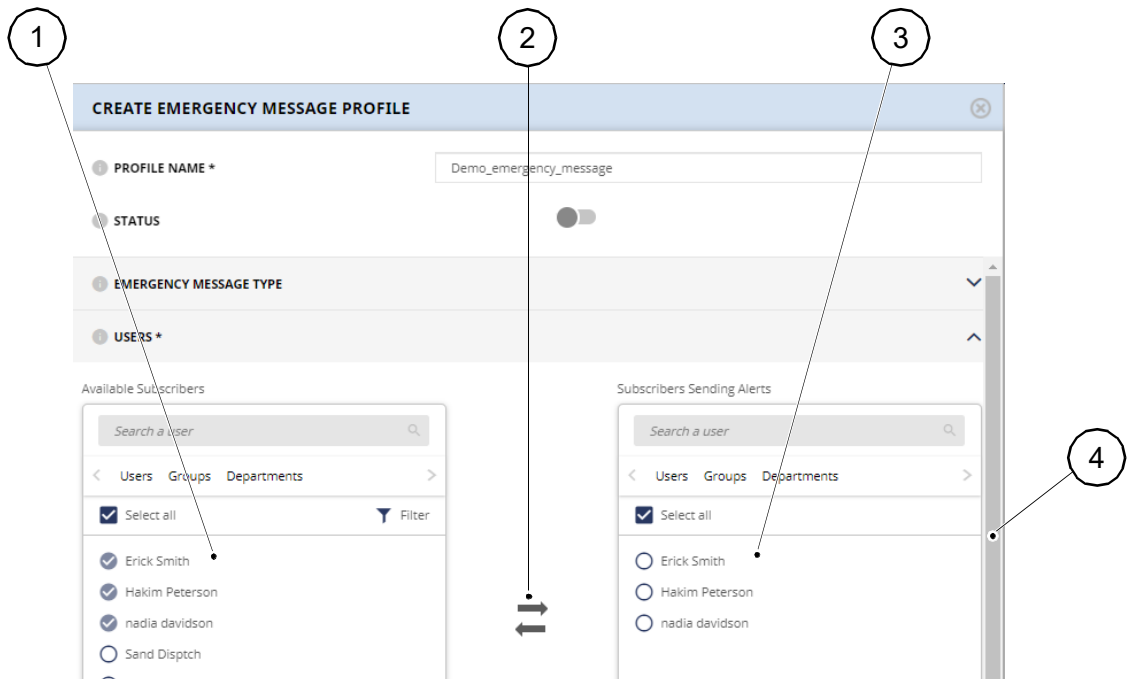 1
2
3
CREATE EMERGENCY MESSAGE PROFILE
PROFILE NAME *
Demo_emergency_message
STATUS
EMERGENCY MESSAGE TYPE
USERS *
Available Subscribers
Subscribers Sending Alerts
Search a user
Search a user
4
Users Groups Departments
Users Groups Departments
Select all
Filter
Select all
Erick Smith
Erick Smith
Hakim Peterson
Hakim Peterson
nadia davidson
nadia davidson
Sand Disptch